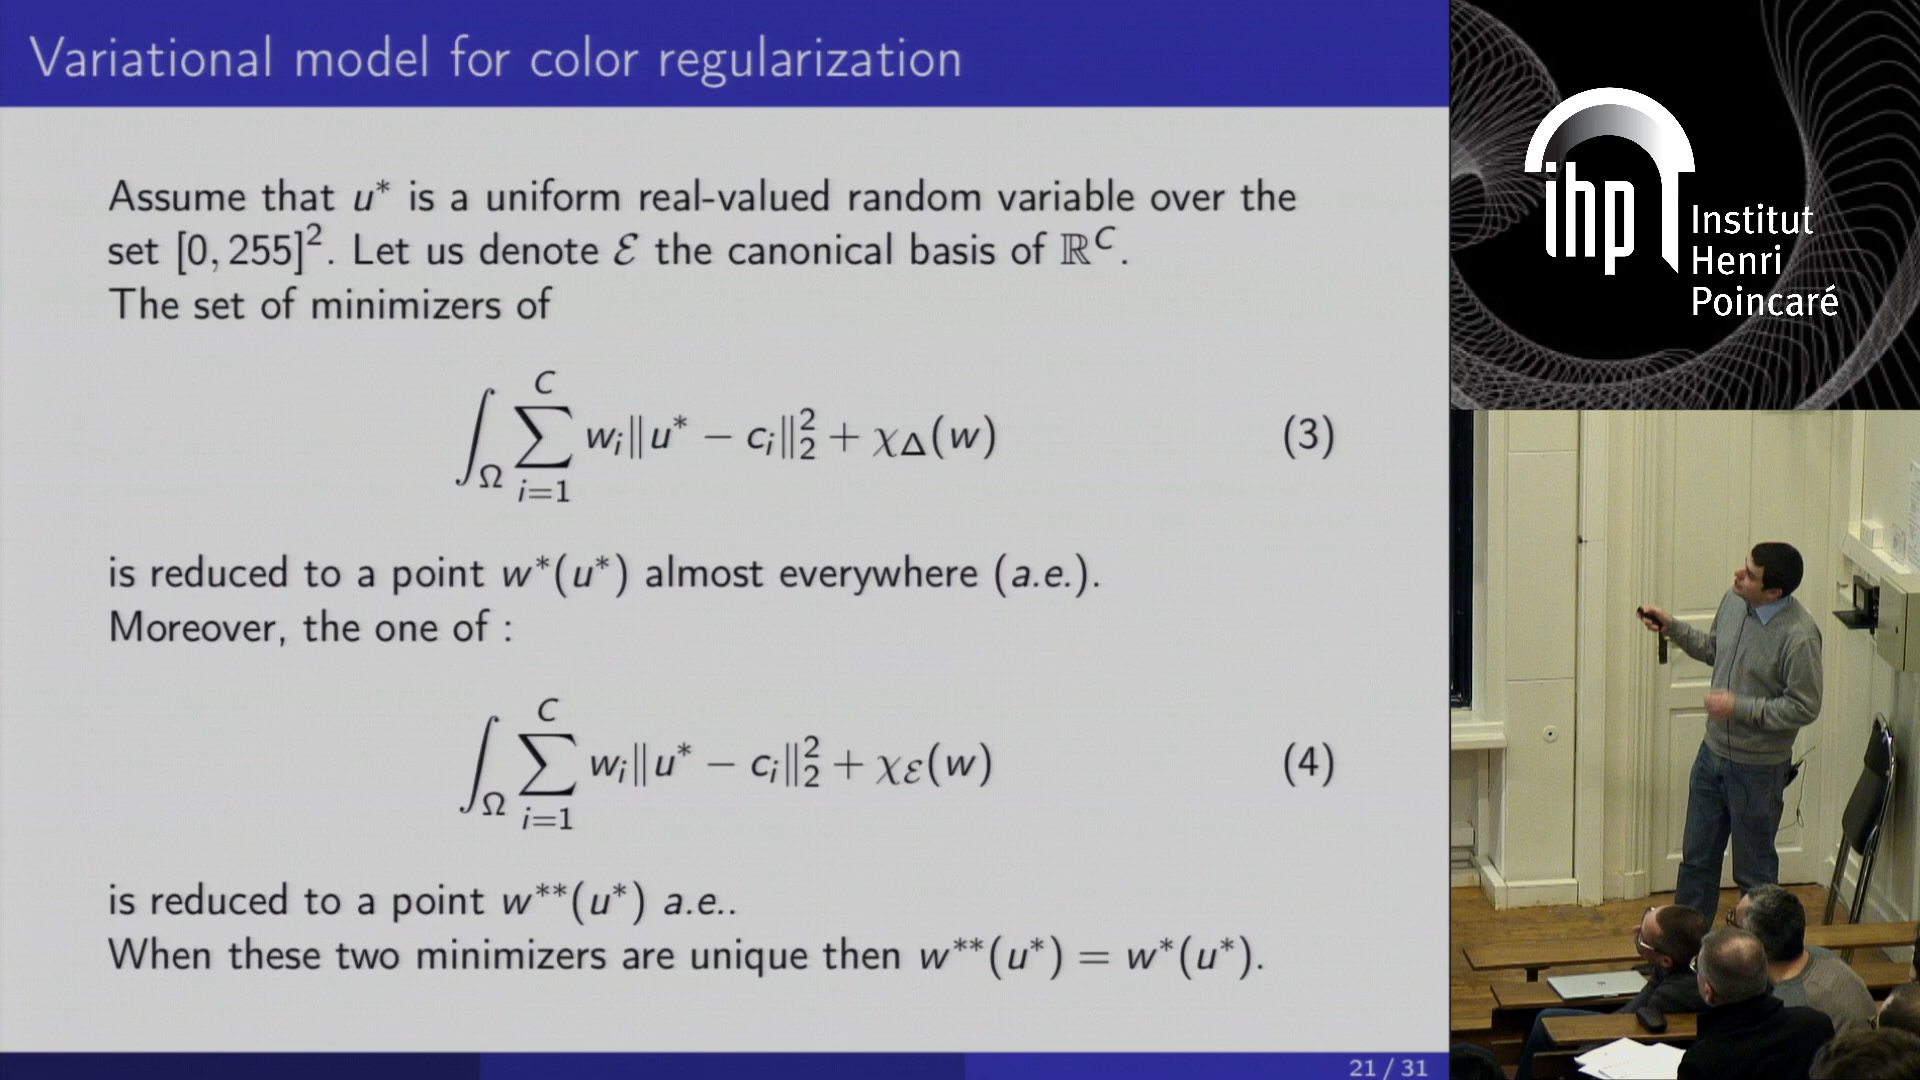 Variational model for color regularization
Assume that u* is a uniform real-valued random variable over the
set [0, 255]². Let us denote ℰ the canonical basis of ℝ^C.
The set of minimizers of
∫_Ω ∑_{i=1}^{C} w_i‖u* − c_i‖₂² + χ_Δ(w) (3)
is reduced to a point w*(u*) almost everywhere (a.e.).
Moreover, the one of :
∫_Ω ∑_{i=1}^{C} w_i‖u* − c_i‖₂² + χ_ℰ(w) (4)
is reduced to a point w**(u*) a.e..
When these two minimizers are unique then w**(u*) = w*(u*).
21 / 31
ihp
Institut
Henri
Poincaré